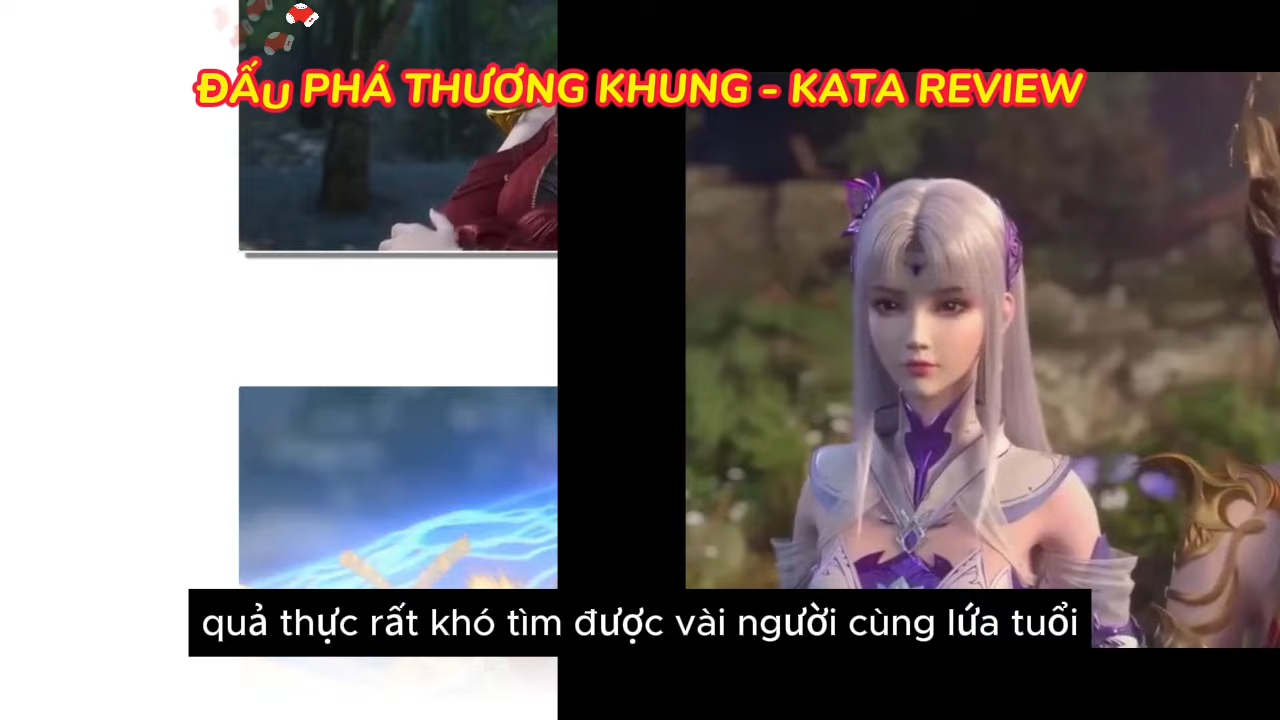 ĐẤU PHÁ THƯƠNG KHUNG - KATA REVIEW
quả thực rất khó tìm được vài người cùng lứa tuổi